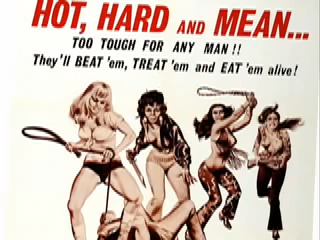 HOT, HARD AND MEAN...
TOO TOUGH FOR ANY MAN!!
They'll BEAT 'em, TREAT 'em and EAT 'em alive!